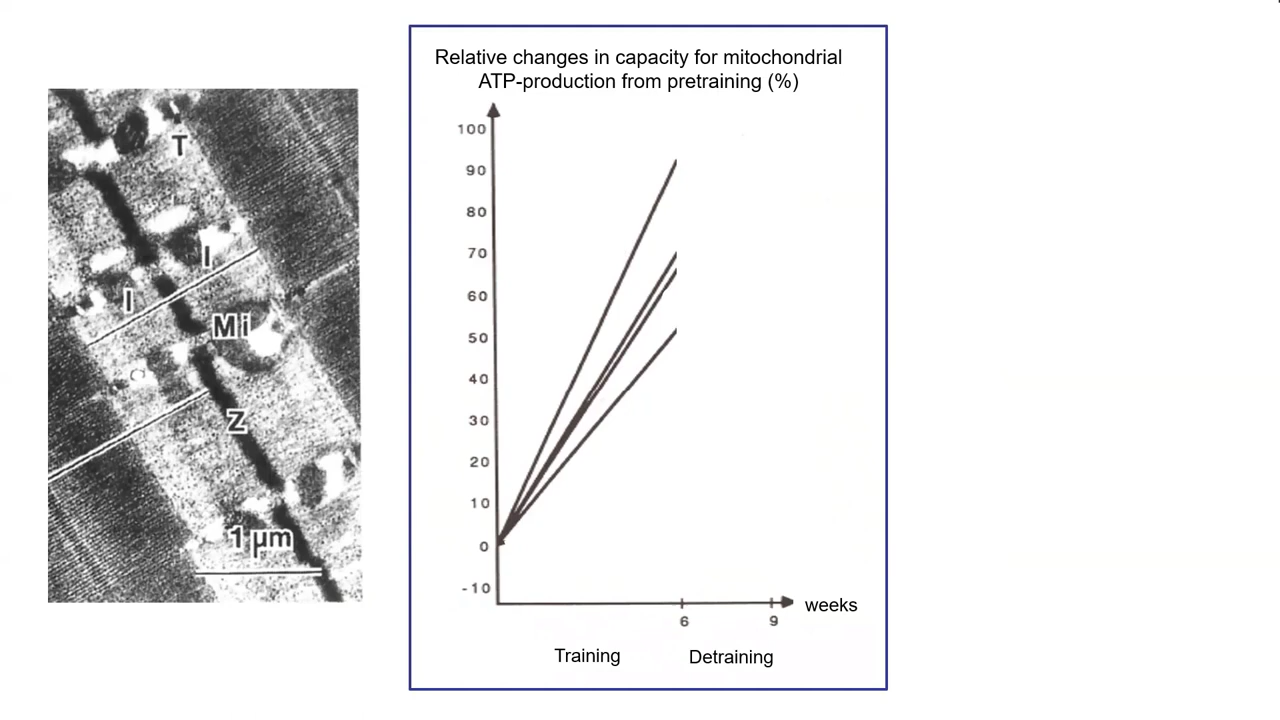 T
I
I
Mi
Z
1 µm
Relative changes in capacity for mitochondrial
ATP-production from pretraining (%)
100
90
80
70
60
50
40
30
20
10
0
-10
weeks
6
9
Training
Detraining